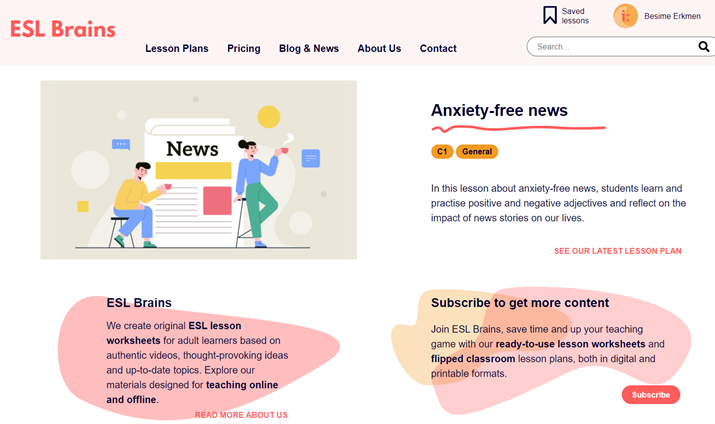 ESL Brains
Saved
lessons
Besime Erkmen
Lesson Plans Pricing Blog & News About Us Contact
Search...
News
Anxiety-free news
C1 General
In this lesson about anxiety-free news, students learn and
practise positive and negative adjectives and reflect on the
impact of news stories on our lives.
SEE OUR LATEST LESSON PLAN
ESL Brains
We create original ESL lesson
worksheets for adult learners based on
authentic videos, thought-provoking ideas
and up-to-date topics. Explore our
materials designed for teaching online
and offline.
READ MORE ABOUT US
Subscribe to get more content
Join ESL Brains, save time and up your teaching
game with our ready-to-use lesson worksheets and
flipped classroom lesson plans, both in digital and
printable formats.
Subscribe